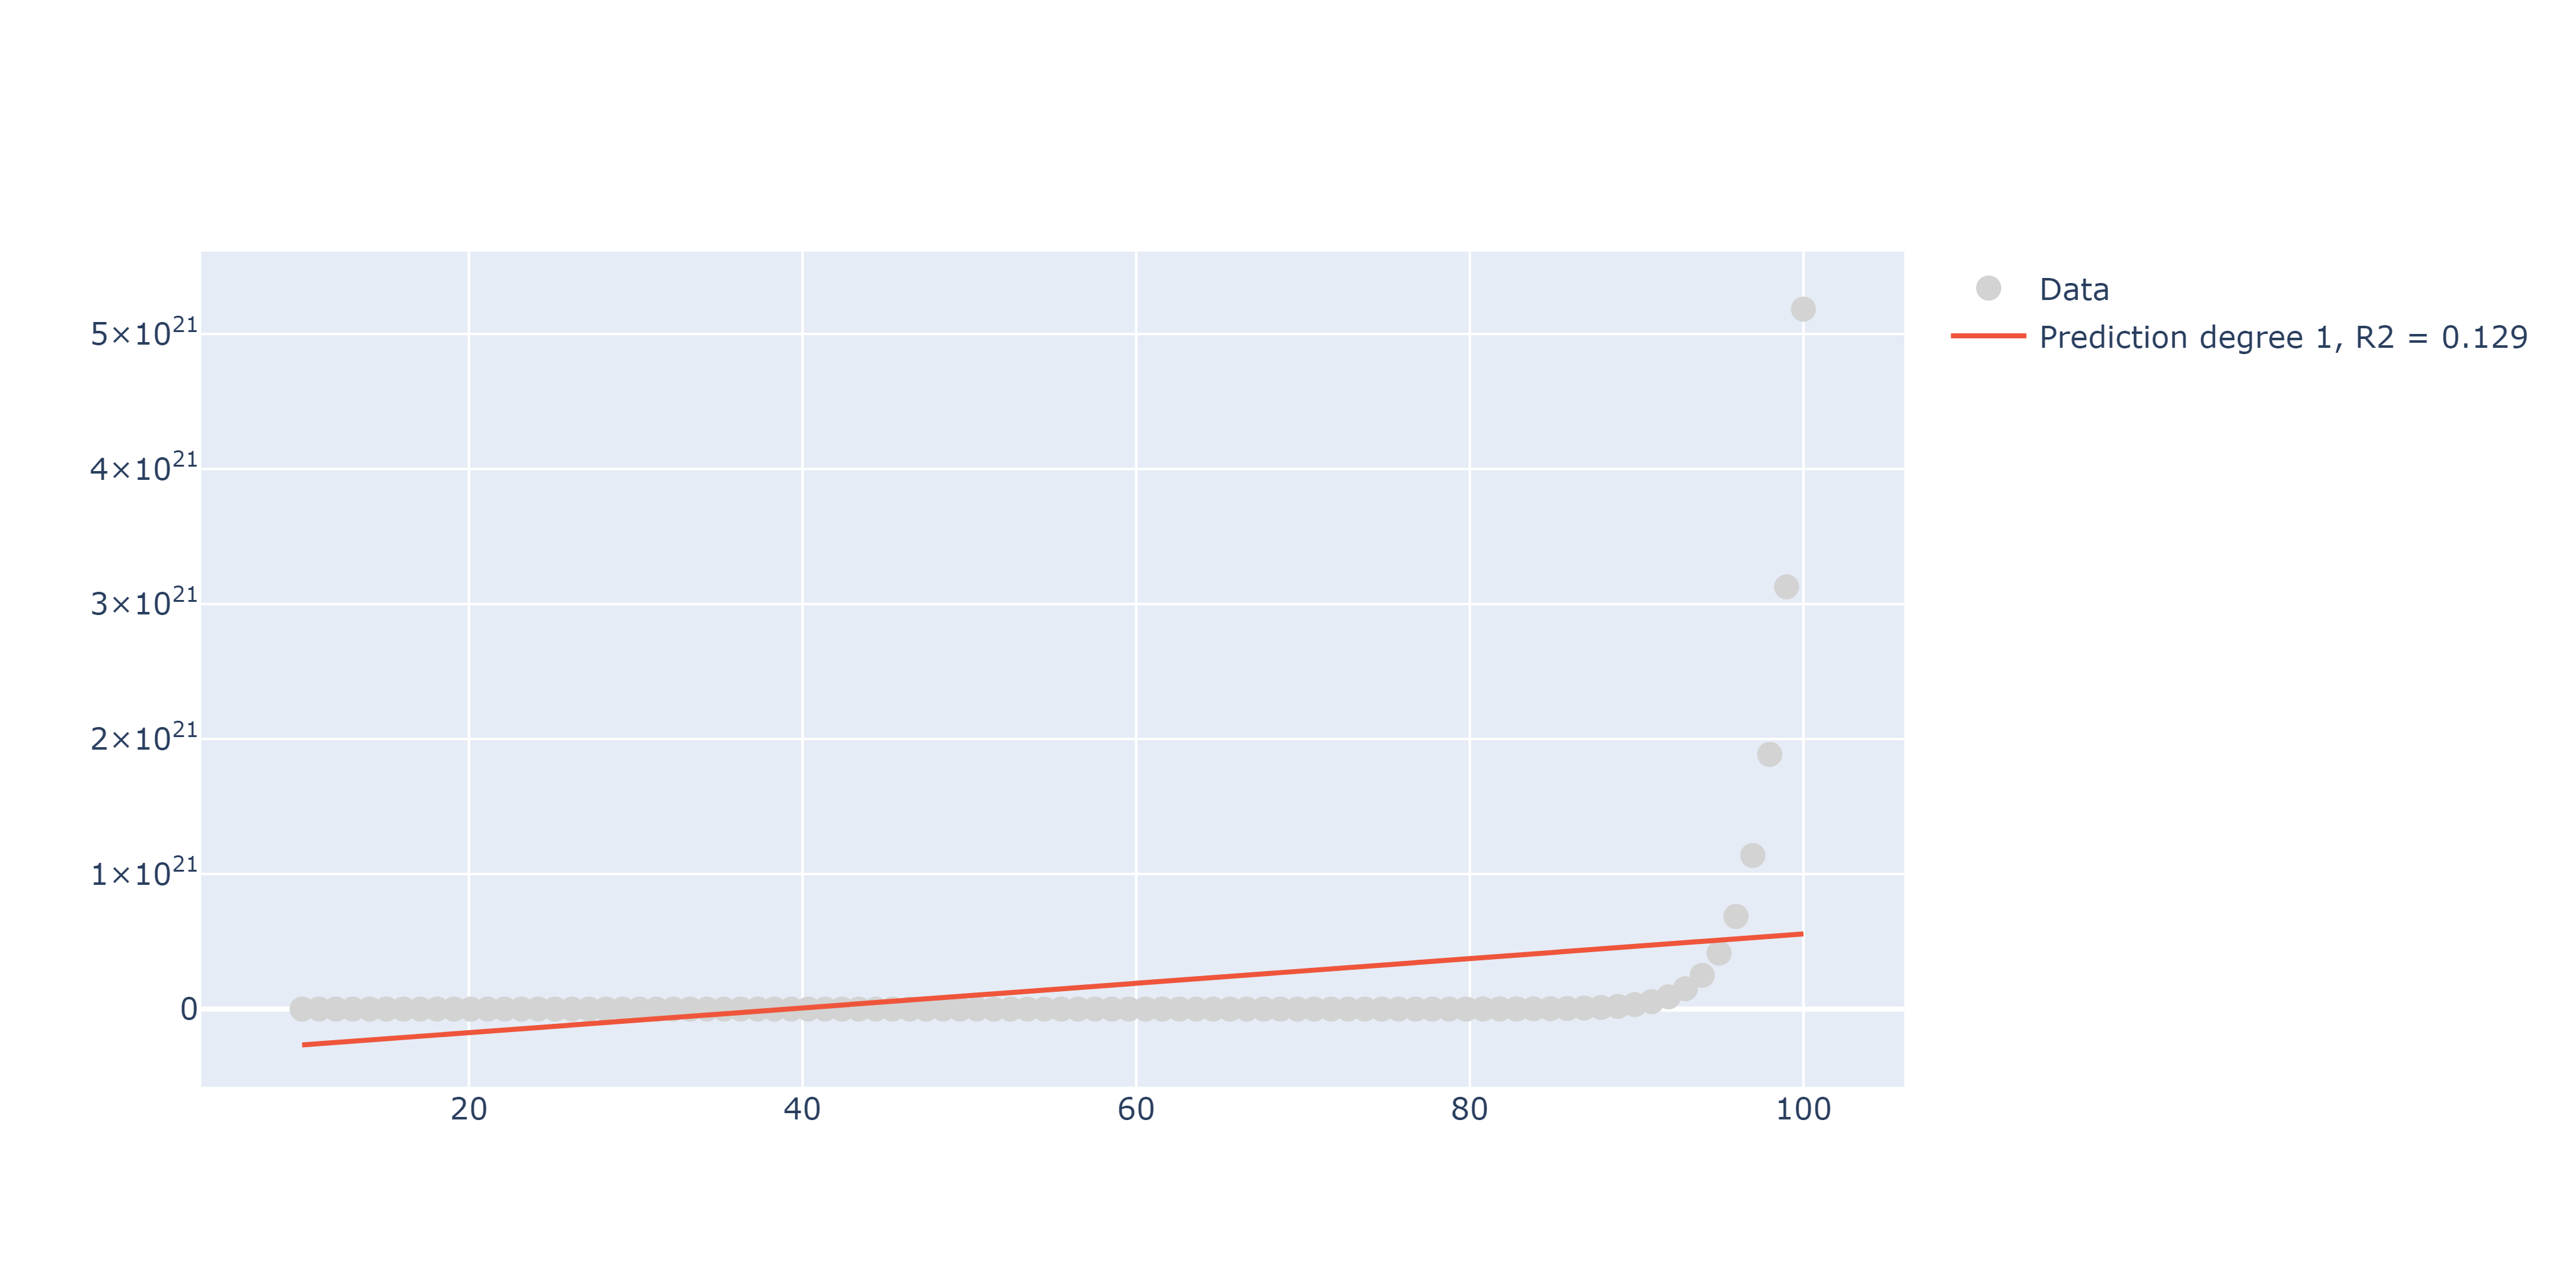 5×10²¹
4×10²¹
3×10²¹
2×10²¹
1×10²¹
0
20 40 60 80 100
Data
Prediction degree 1, R2 = 0.129